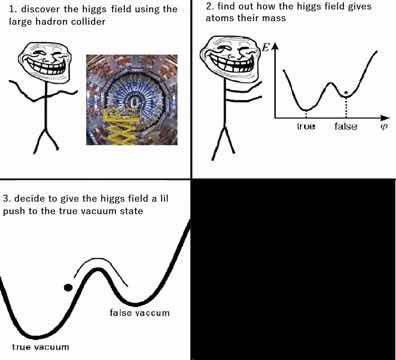 1. discover the higgs field using the
large hadron collider
2. find out how the higgs field gives
atoms their mass
E
true
false
φ
3. decide to give the higgs field a lil
push to the true vacuum state
false vaccum
true vacuum